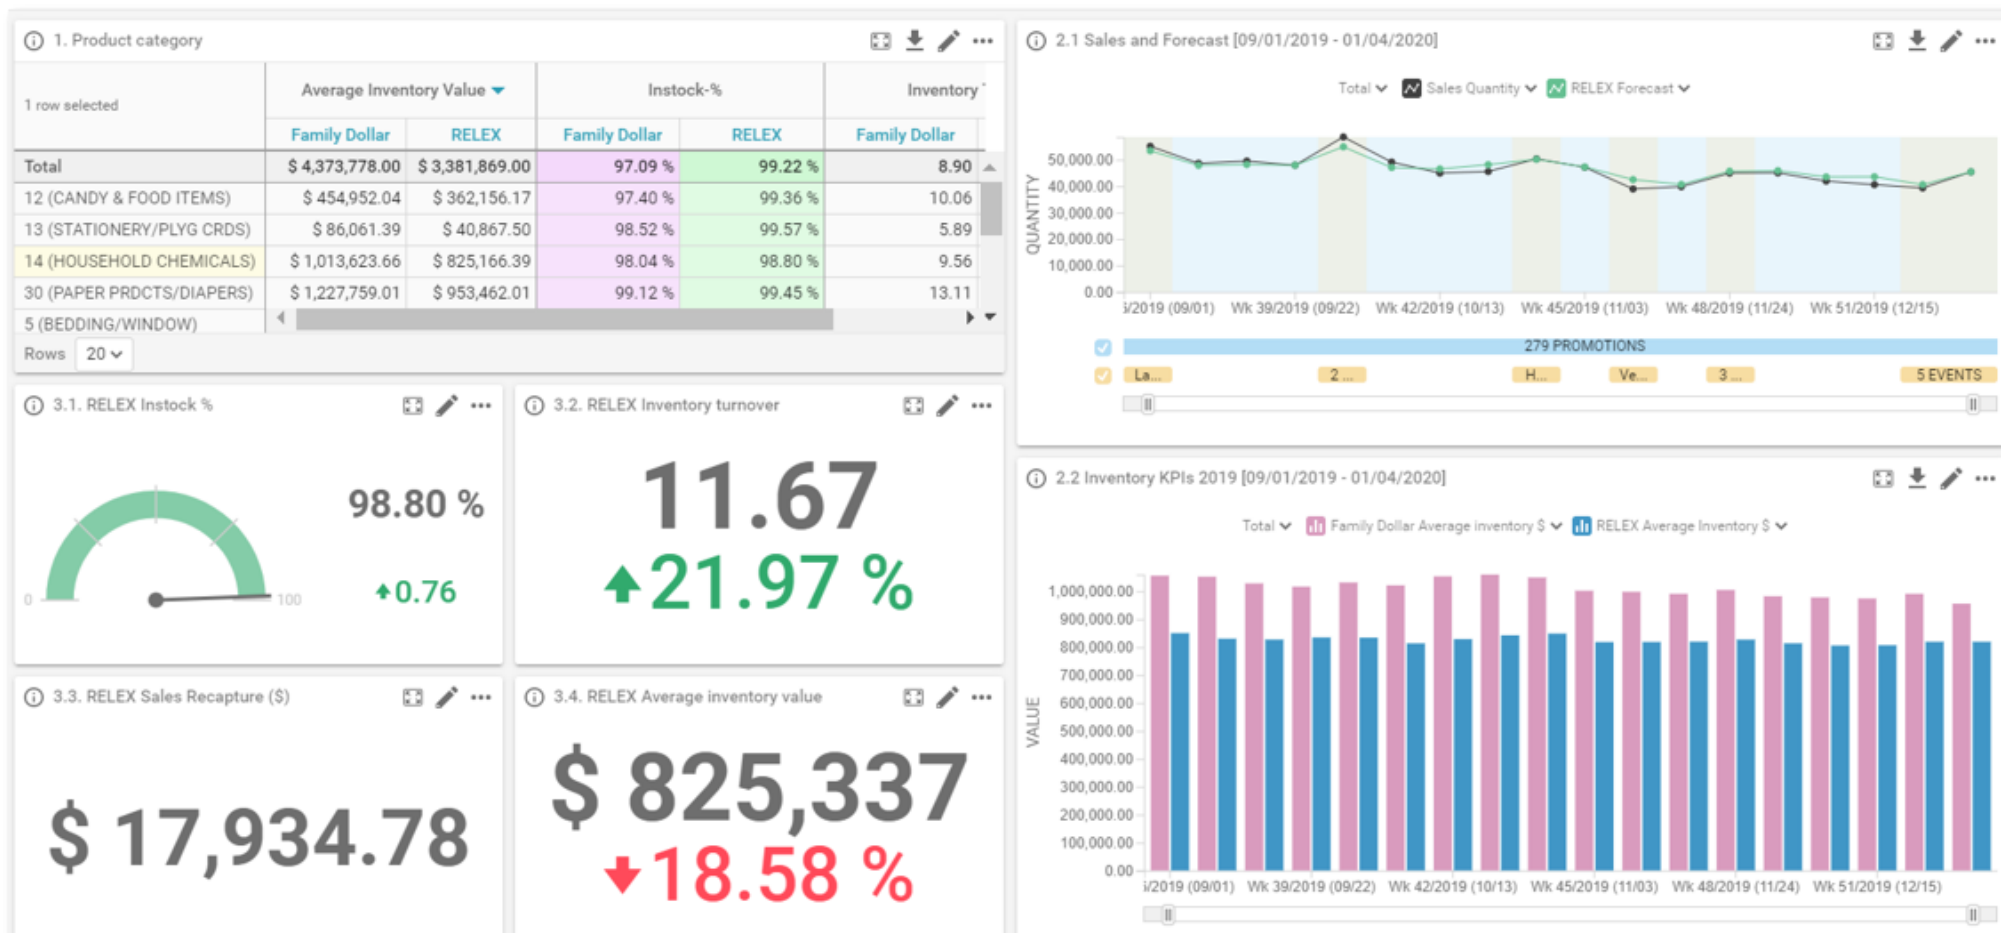 1. Product category
1 row selected
Average Inventory Value Instock-% Inventory
Family Dollar RELEX Family Dollar RELEX Family Dollar
Total $ 4,373,778.00 $ 3,381,869.00 97.09 % 99.22 % 8.90
12 (CANDY & FOOD ITEMS) $ 454,952.04 $ 362,156.17 97.40 % 99.36 % 10.06
13 (STATIONERY/PLYG CRDS) $ 86,061.39 $ 40,867.50 98.52 % 99.57 % 5.89
14 (HOUSEHOLD CHEMICALS) $ 1,013,623.66 $ 825,166.39 98.04 % 98.80 % 9.56
30 (PAPER PRDCTS/DIAPERS) $ 1,227,759.01 $ 953,462.01 99.12 % 99.45 % 13.11
5 (BEDDING/WINDOW)
Rows 20
2.1 Sales and Forecast [09/01/2019 - 01/04/2020]
Total Sales Quantity RELEX Forecast
QUANTITY
50,000.00
40,000.00
30,000.00
20,000.00
10,000.00
0.00
/2019 (09/01) Wk 39/2019 (09/22) Wk 42/2019 (10/13) Wk 45/2019 (11/03) Wk 48/2019 (11/24) Wk 51/2019 (12/15)
279 PROMOTIONS
La... 2 ... H... Ve... 3 ... 5 EVENTS
3.1. RELEX Instock %
98.80 %
0.76
0 100
3.2. RELEX Inventory turnover
11.67
21.97 %
3.3. RELEX Sales Recapture ($)
$ 17,934.78
3.4. RELEX Average inventory value
$ 825,337
18.58 %
2.2 Inventory KPIs 2019 [09/01/2019 - 01/04/2020]
Total Family Dollar Average inventory $ RELEX Average Inventory $
VALUE
1,000,000.00
900,000.00
800,000.00
700,000.00
600,000.00
500,000.00
400,000.00
300,000.00
200,000.00
100,000.00
0.00
/2019 (09/01) Wk 39/2019 (09/22) Wk 42/2019 (10/13) Wk 45/2019 (11/03) Wk 48/2019 (11/24) Wk 51/2019 (12/15)